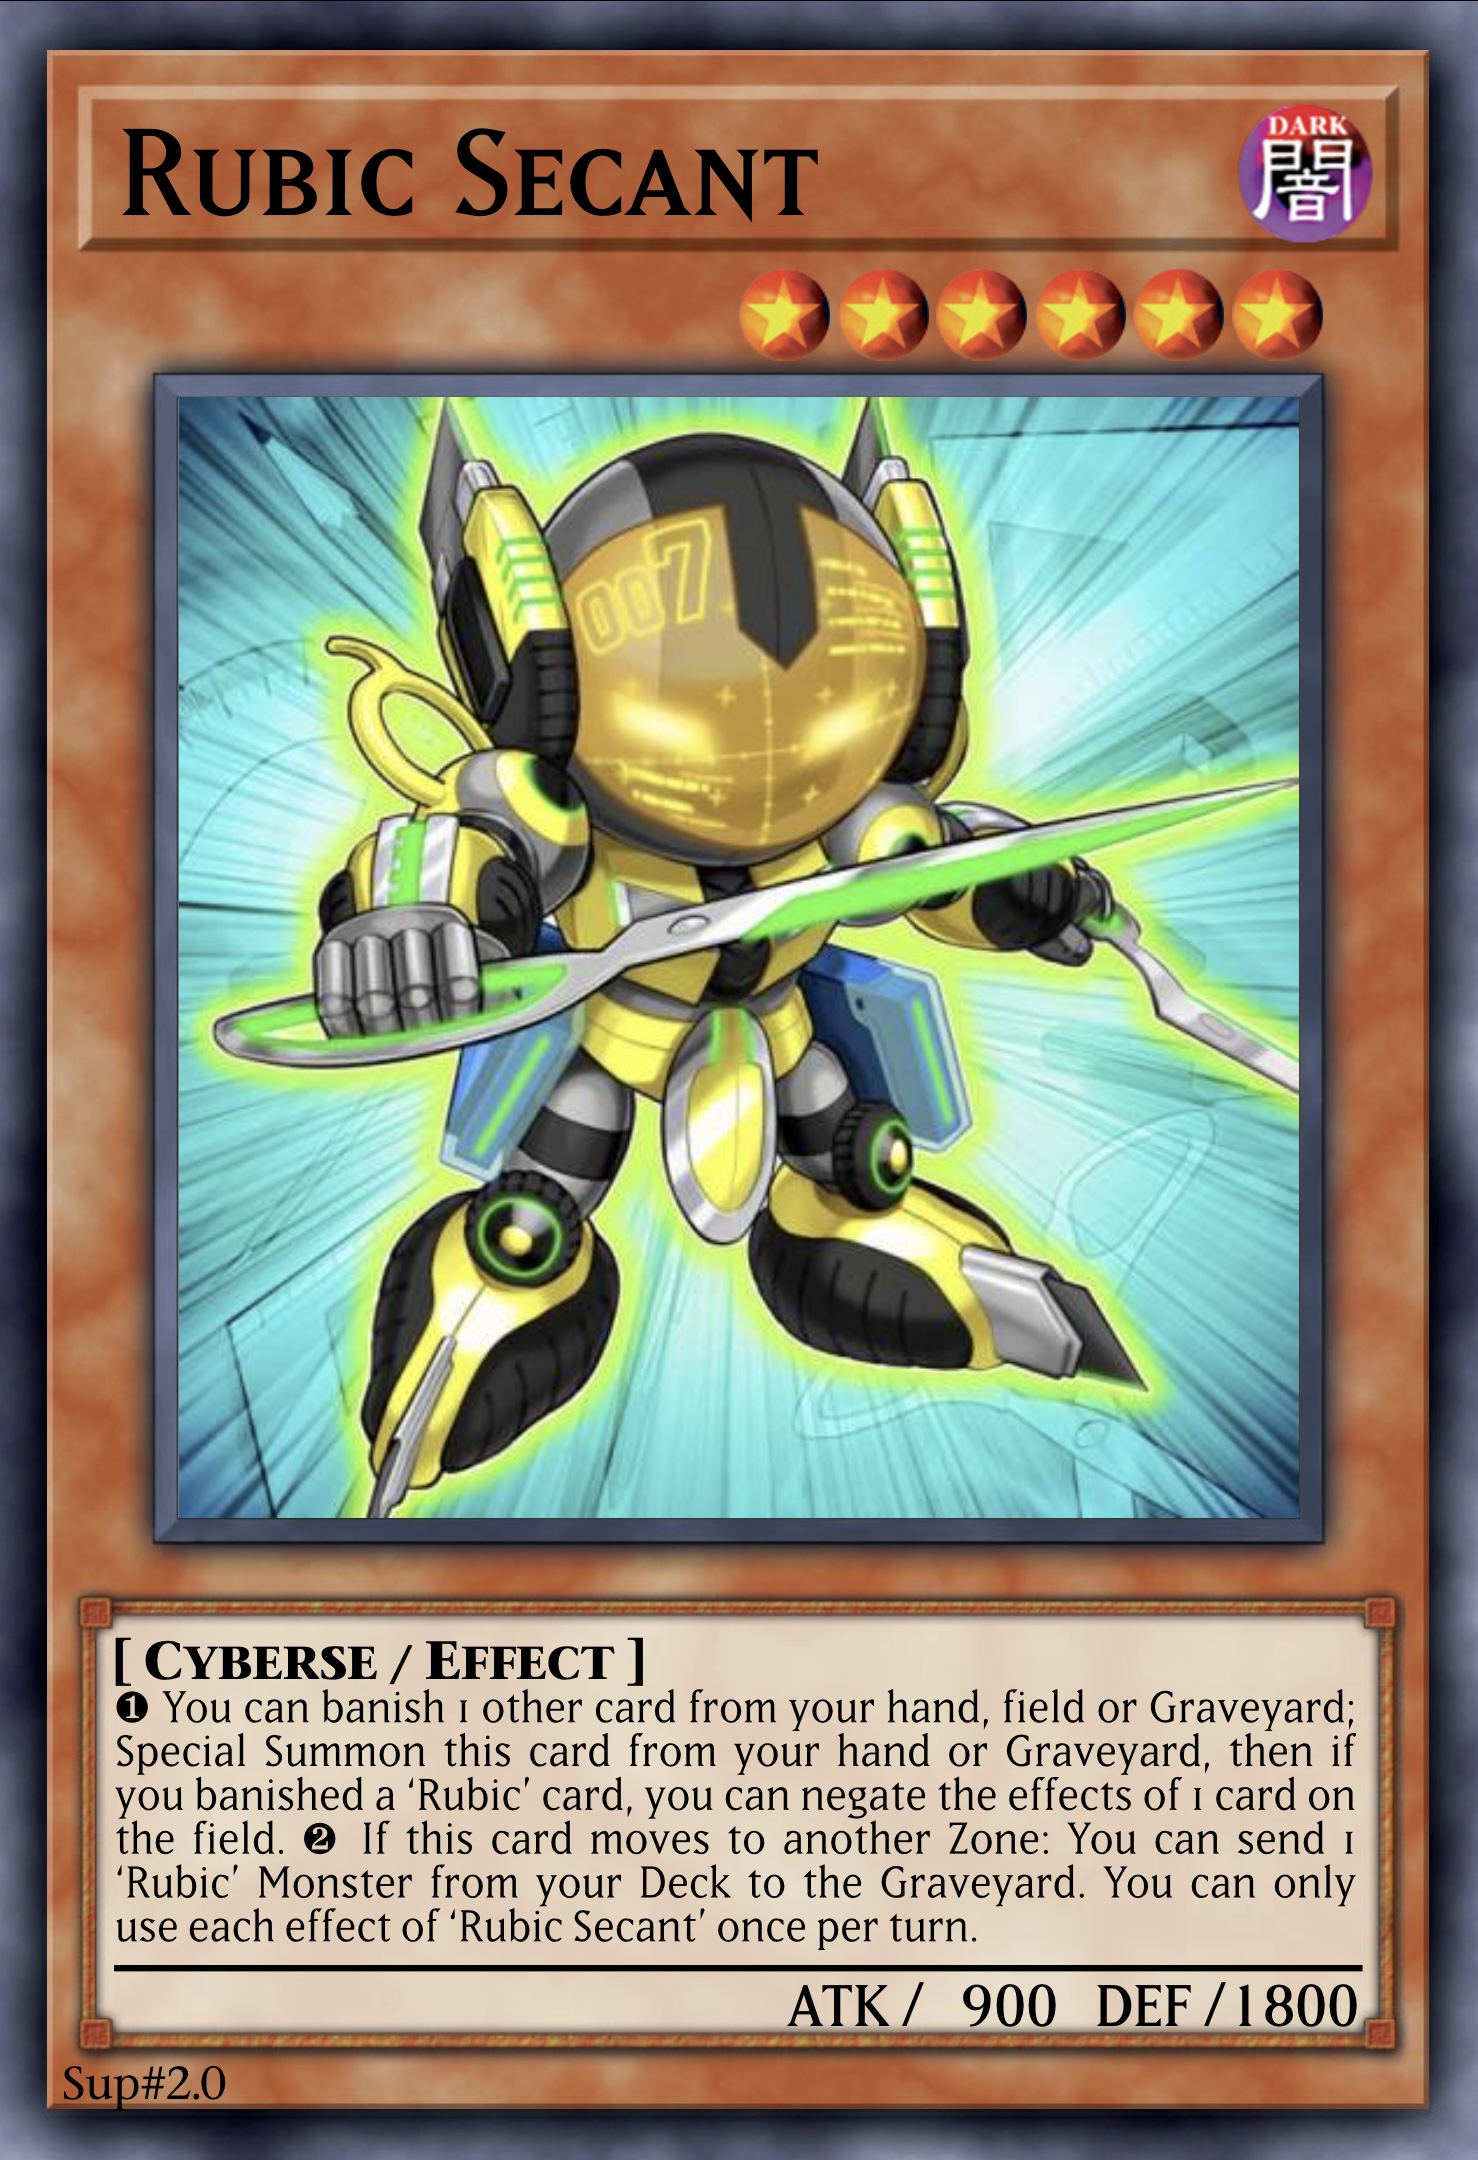 Rubic Secant
DARK
闇
007
[ Cyberse / Effect ]
❶ You can banish 1 other card from your hand, field or Graveyard;
Special Summon this card from your hand or Graveyard, then if
you banished a ‘Rubic’ card, you can negate the effects of 1 card on
the field. ❷ If this card moves to another Zone: You can send 1
‘Rubic’ Monster from your Deck to the Graveyard. You can only
use each effect of ‘Rubic Secant’ once per turn.
ATK / 900 DEF /1800
Sup#2.0